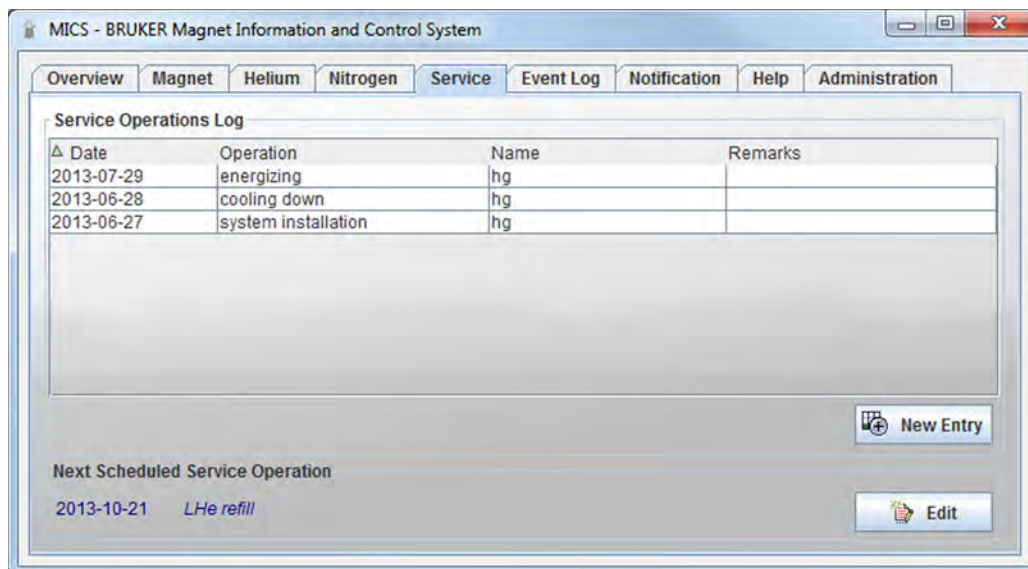 MICS - BRUKER Magnet Information and Control System
Overview Magnet Helium Nitrogen Service Event Log Notification Help Administration
Service Operations Log
Date Operation Name Remarks
2013-07-29 energizing hg
2013-06-28 cooling down hg
2013-06-27 system installation hg
New Entry
Next Scheduled Service Operation
2013-10-21 LHe refill
Edit